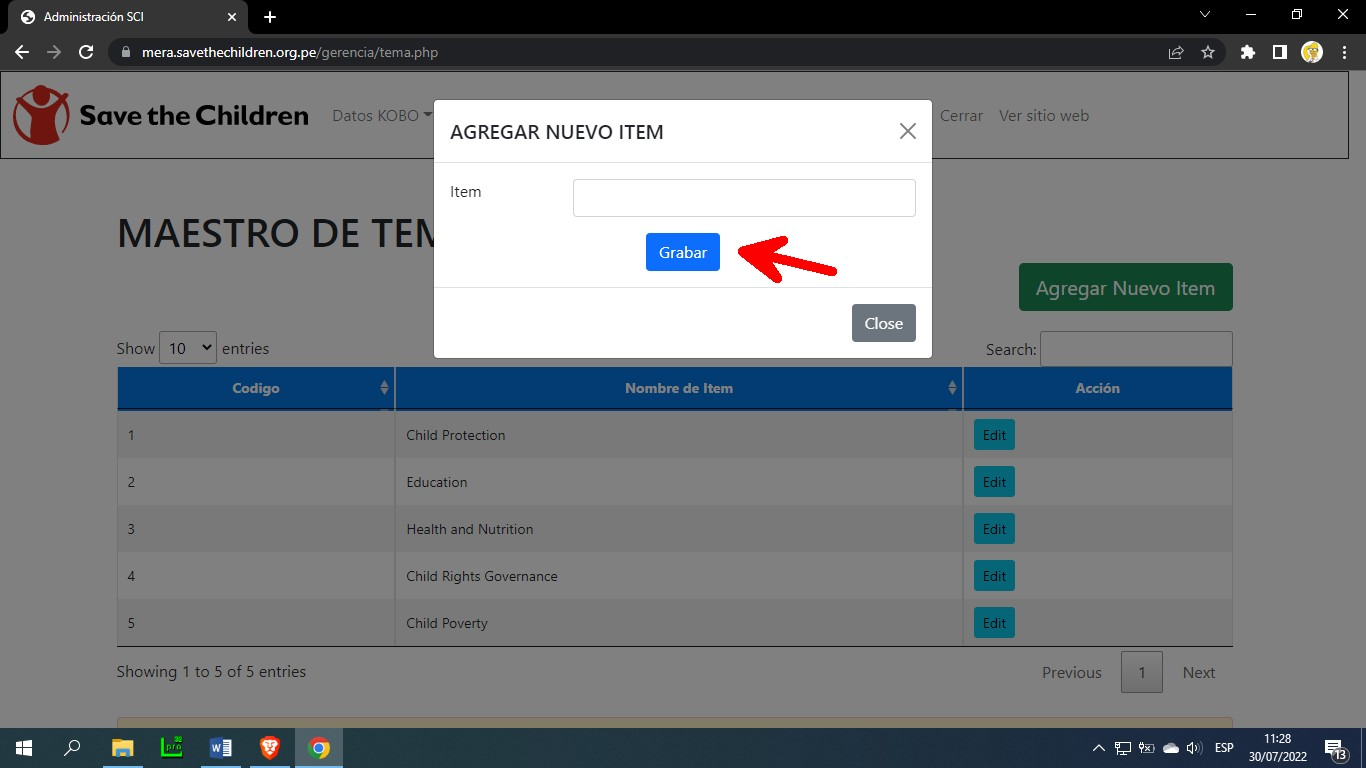 Administración SCI
mera.savethechildren.org.pe/gerencia/tema.php
Save the Children
Datos KOBO
Cerrar
Ver sitio web
AGREGAR NUEVO ITEM
Item
Grabar
Close
MAESTRO DE TEM
Agregar Nuevo Item
Show 10 entries
Search:
Codigo Nombre de Item Acción
1 Child Protection Edit
2 Education Edit
3 Health and Nutrition Edit
4 Child Rights Governance Edit
5 Child Poverty Edit
Showing 1 to 5 of 5 entries
Previous 1 Next
ESP
11:28
30/07/2022
13